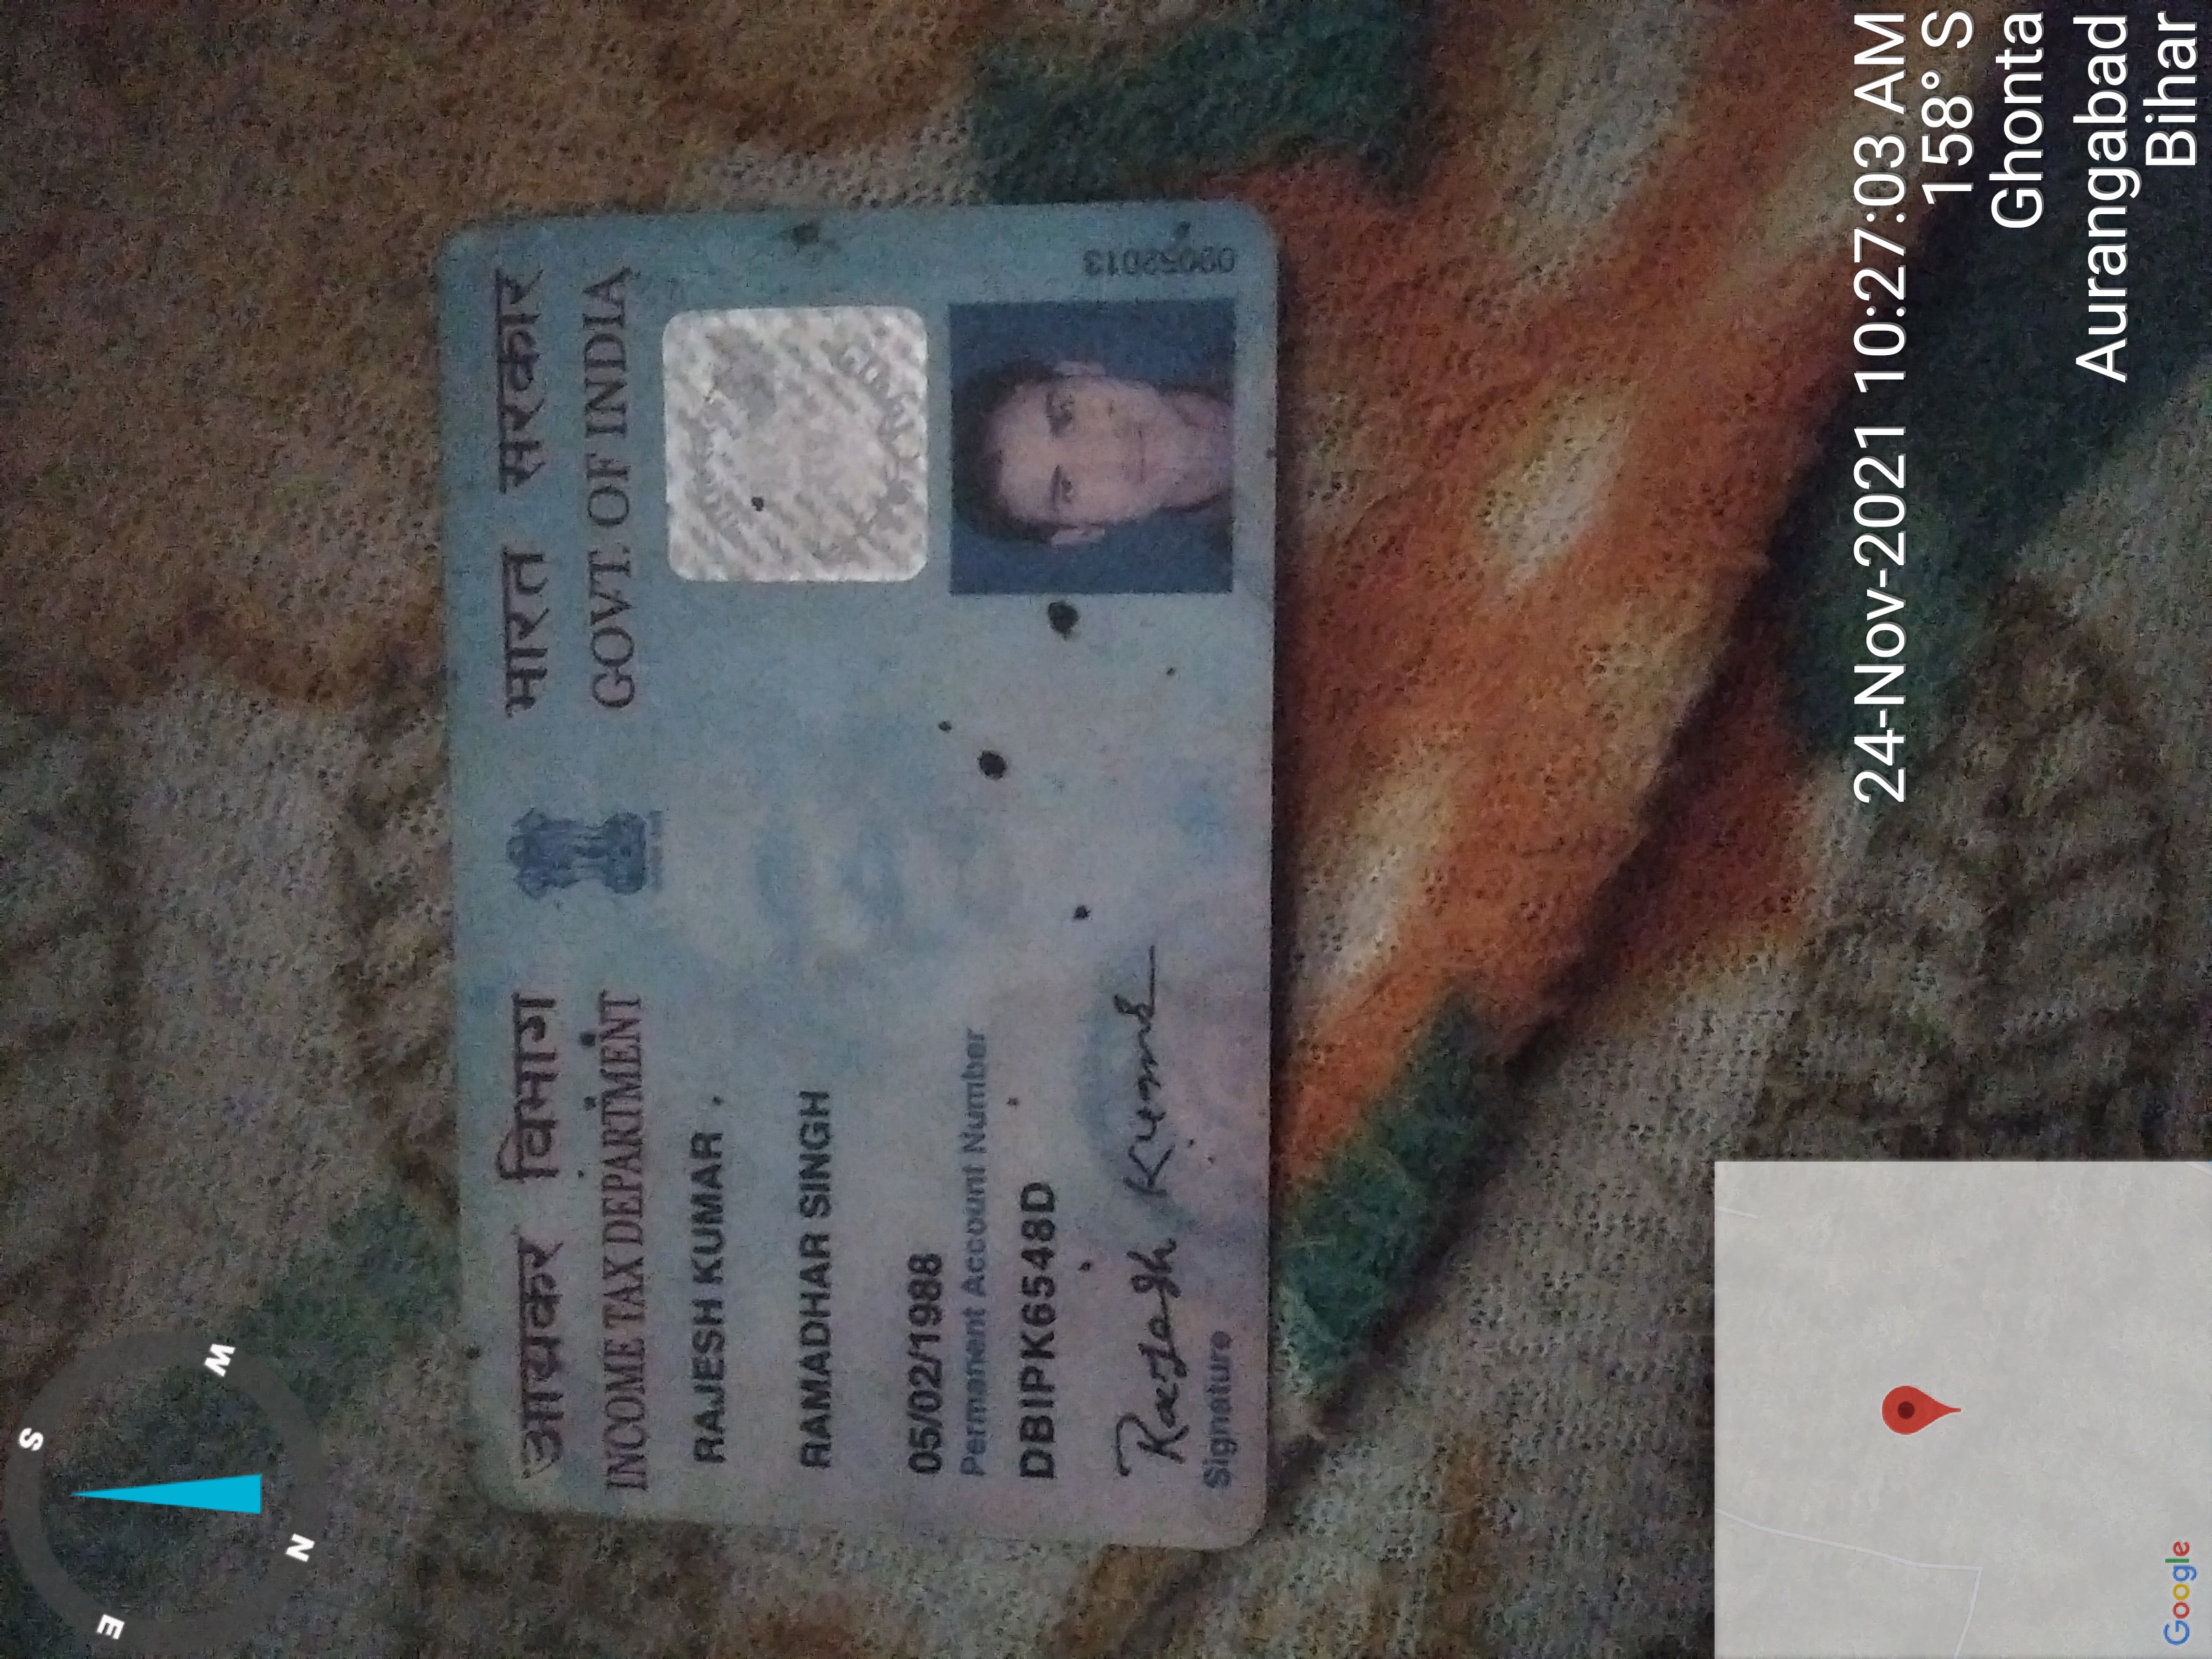 S
E
W
N
आयकर विभाग
INCOME TAX DEPARTMENT
भारत सरकार
GOVT. OF INDIA
RAJESH KUMAR .
RAMADHAR SINGH
05/02/1988
Permanent Account Number
DBIPK6548D
Rajesh Kumar
Signature
24-Nov-2021 10:27:03 AM
158° S
Ghonta
Aurangabad
Bihar
Google